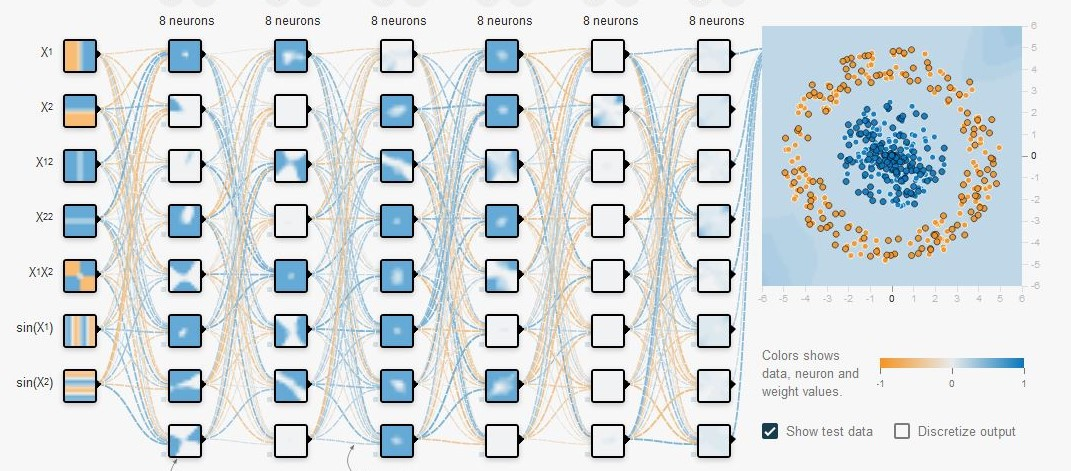 8 neurons 8 neurons 8 neurons 8 neurons 8 neurons 8 neurons
X1
X2
X12
X22
X1X2
sin(X1)
sin(X2)
6
5
4
3
2
1
0
-1
-2
-3
-4
-5
-6
-6 -5 -4 -3 -2 -1 0 1 2 3 4 5 6
Colors shows
data, neuron and
weight values.
-1 0 1
Show test data Discretize output